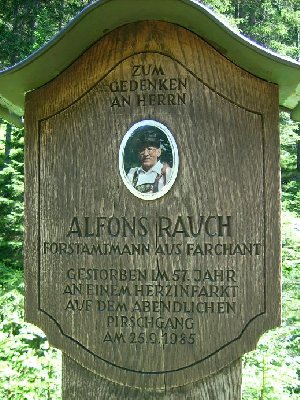 ZUM
GEDENKEN
AN HERRN
ALFONS RAUCH
FORSTAMTMANN AUS FARCHANT
GESTORBEN IM 57. JAHR
AN EINEM HERZINFARKT
AUF DEM ABENDLICHEN
PIRSCHGANG
AM 25.9.1985